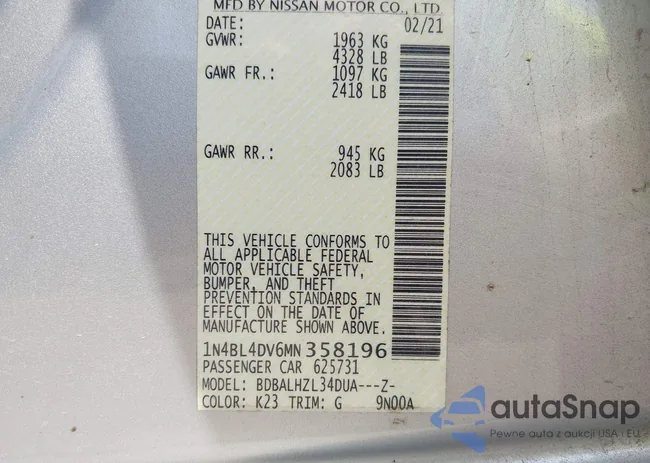 MFD BY NISSAN MOTOR CO., LTD
DATE: 02/21
GVWR: 1963 KG
4328 LB
GAWR FR.: 1097 KG
2418 LB
GAWR RR.: 945 KG
2083 LB
THIS VEHICLE CONFORMS TO
ALL APPLICABLE FEDERAL
MOTOR VEHICLE SAFETY,
BUMPER, AND THEFT
PREVENTION STANDARDS IN
EFFECT ON THE DATE OF
MANUFACTURE SHOWN ABOVE.
1N4BL4DV6MN358196
PASSENGER CAR 625731
MODEL: BDBALHZL34DUA---Z-
COLOR: K23 TRIM: G 9N00A
autaSnap
Pewne auta z aukcji USA i EU